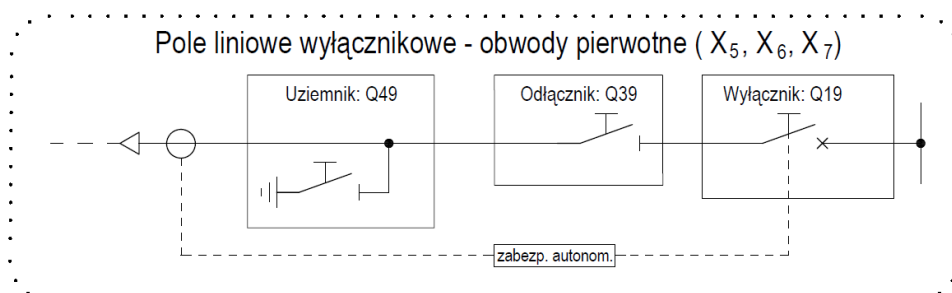 Pole liniowe wyłącznikowe - obwody pierwotne ( X₅, X₆, X₇)
Uziemnik: Q49
Odłącznik: Q39
Wyłącznik: Q19
zabezp. autonom.